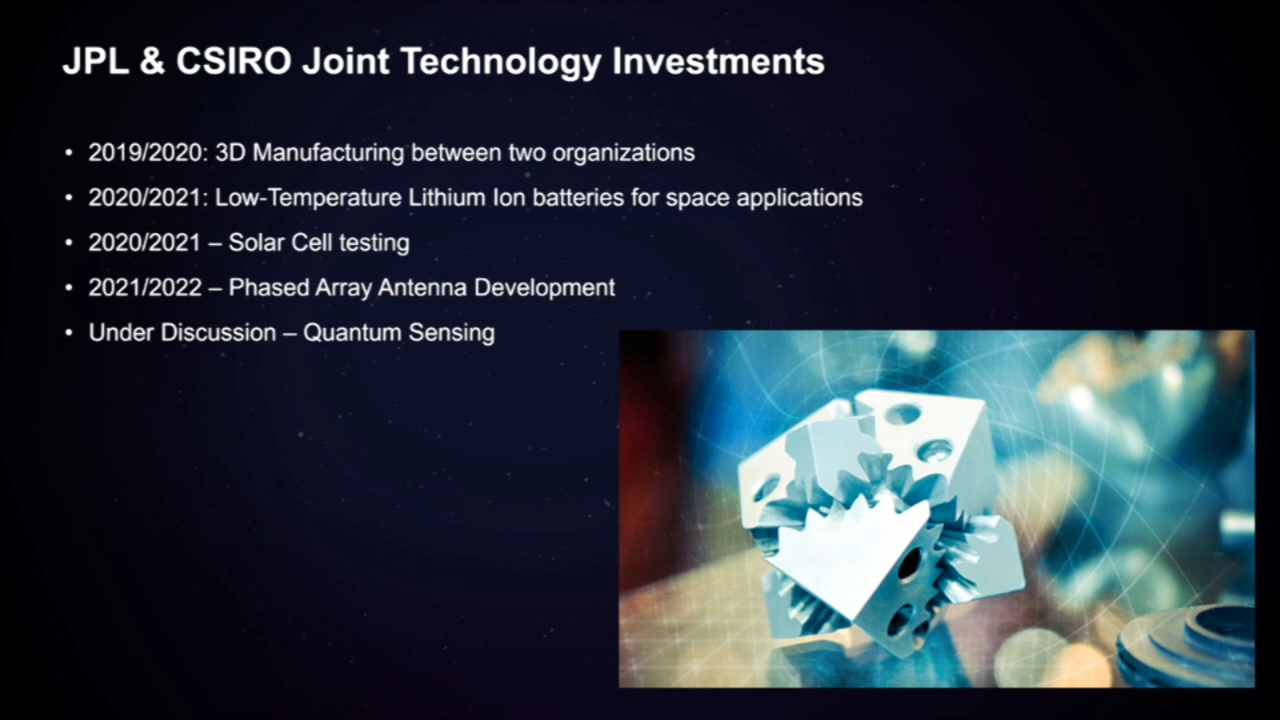 JPL & CSIRO Joint Technology Investments
• 2019/2020: 3D Manufacturing between two organizations
• 2020/2021: Low-Temperature Lithium Ion batteries for space applications
• 2020/2021 – Solar Cell testing
• 2021/2022 – Phased Array Antenna Development
• Under Discussion – Quantum Sensing